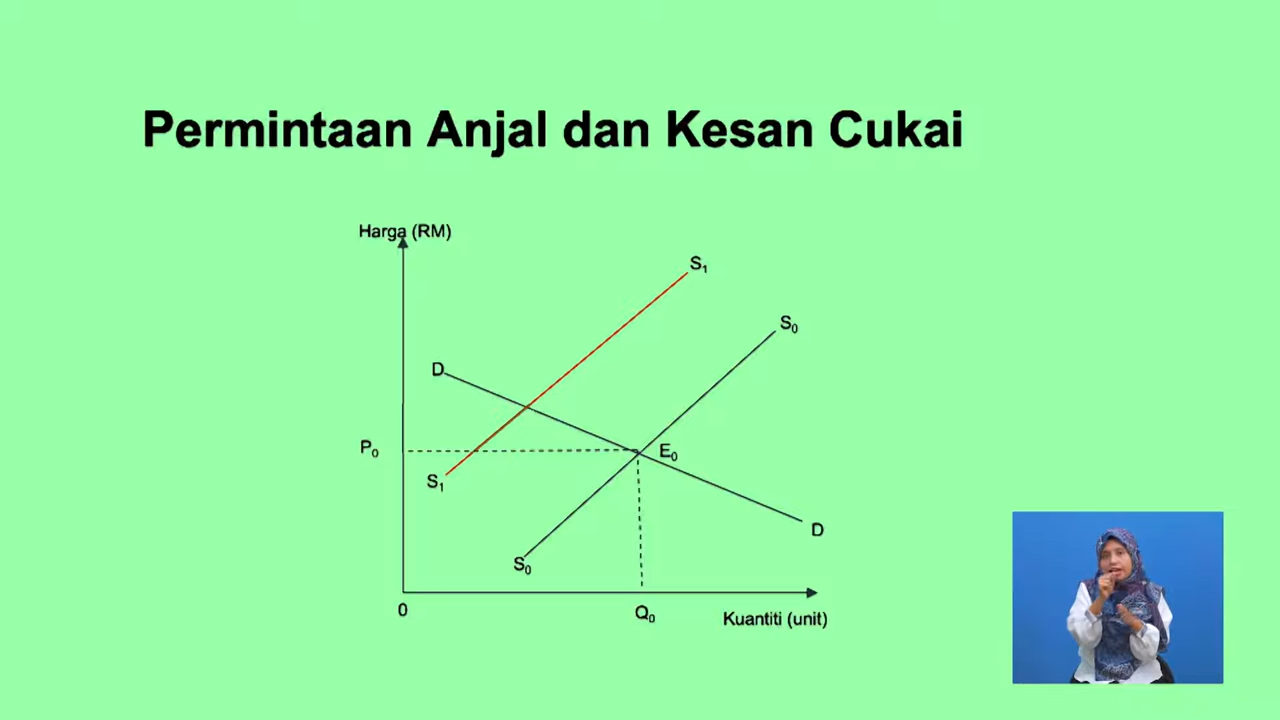 Permintaan Anjal dan Kesan Cukai
Harga (RM)
S₁
S₀
D
P₀
E₀
S₁
D
S₀
0
Q₀
Kuantiti (unit)